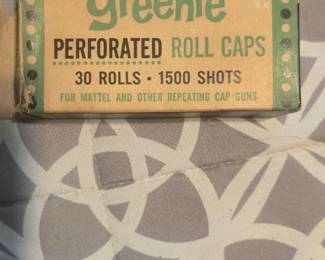 greenie
PERFORATED ROLL CAPS
30 ROLLS • 1500 SHOTS
FOR MATTEL AND OTHER REPEATING CAP GUNS